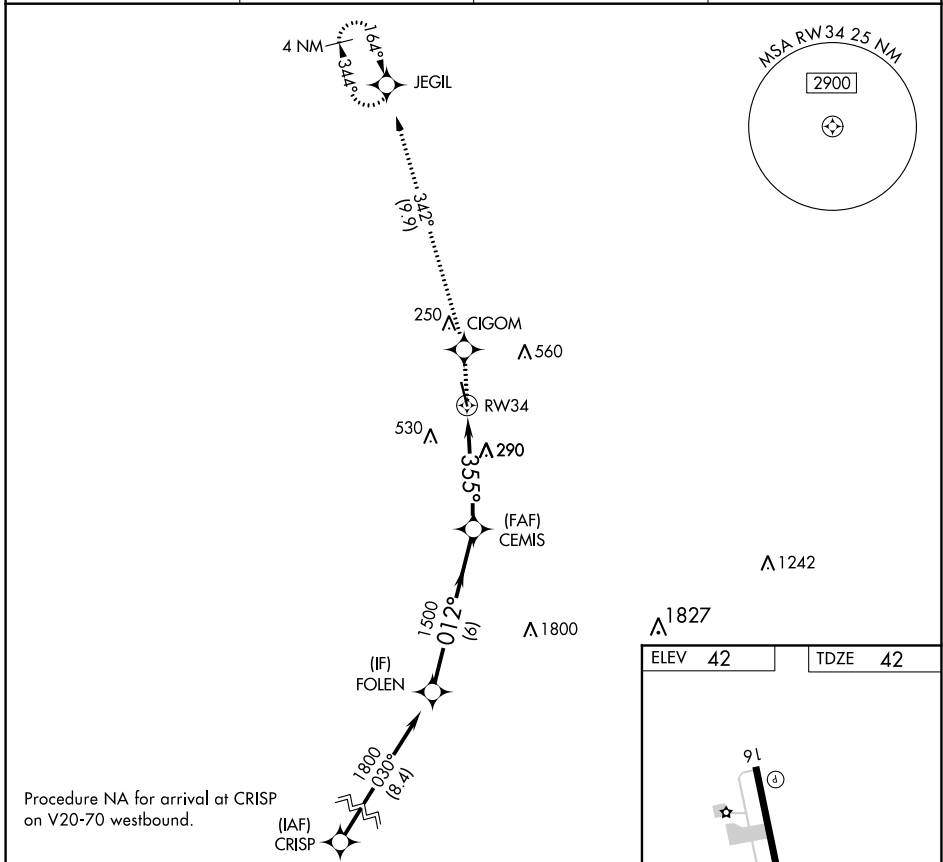 4 NM
164°
344°
JEGIL
MSA RW34 25 NM
2900
342°
(9.9)
250
CIGOM
560
RW34
530
290
355°
(FAF)
CEMIS
1242
1500
012°
(6)
1800
1827
(IF)
FOLEN
ELEV 42
TDZE 42
1800
030°
(8.4)
16
P
Procedure NA for arrival at CRISP
on V20-70 westbound.
(IAF)
CRISP